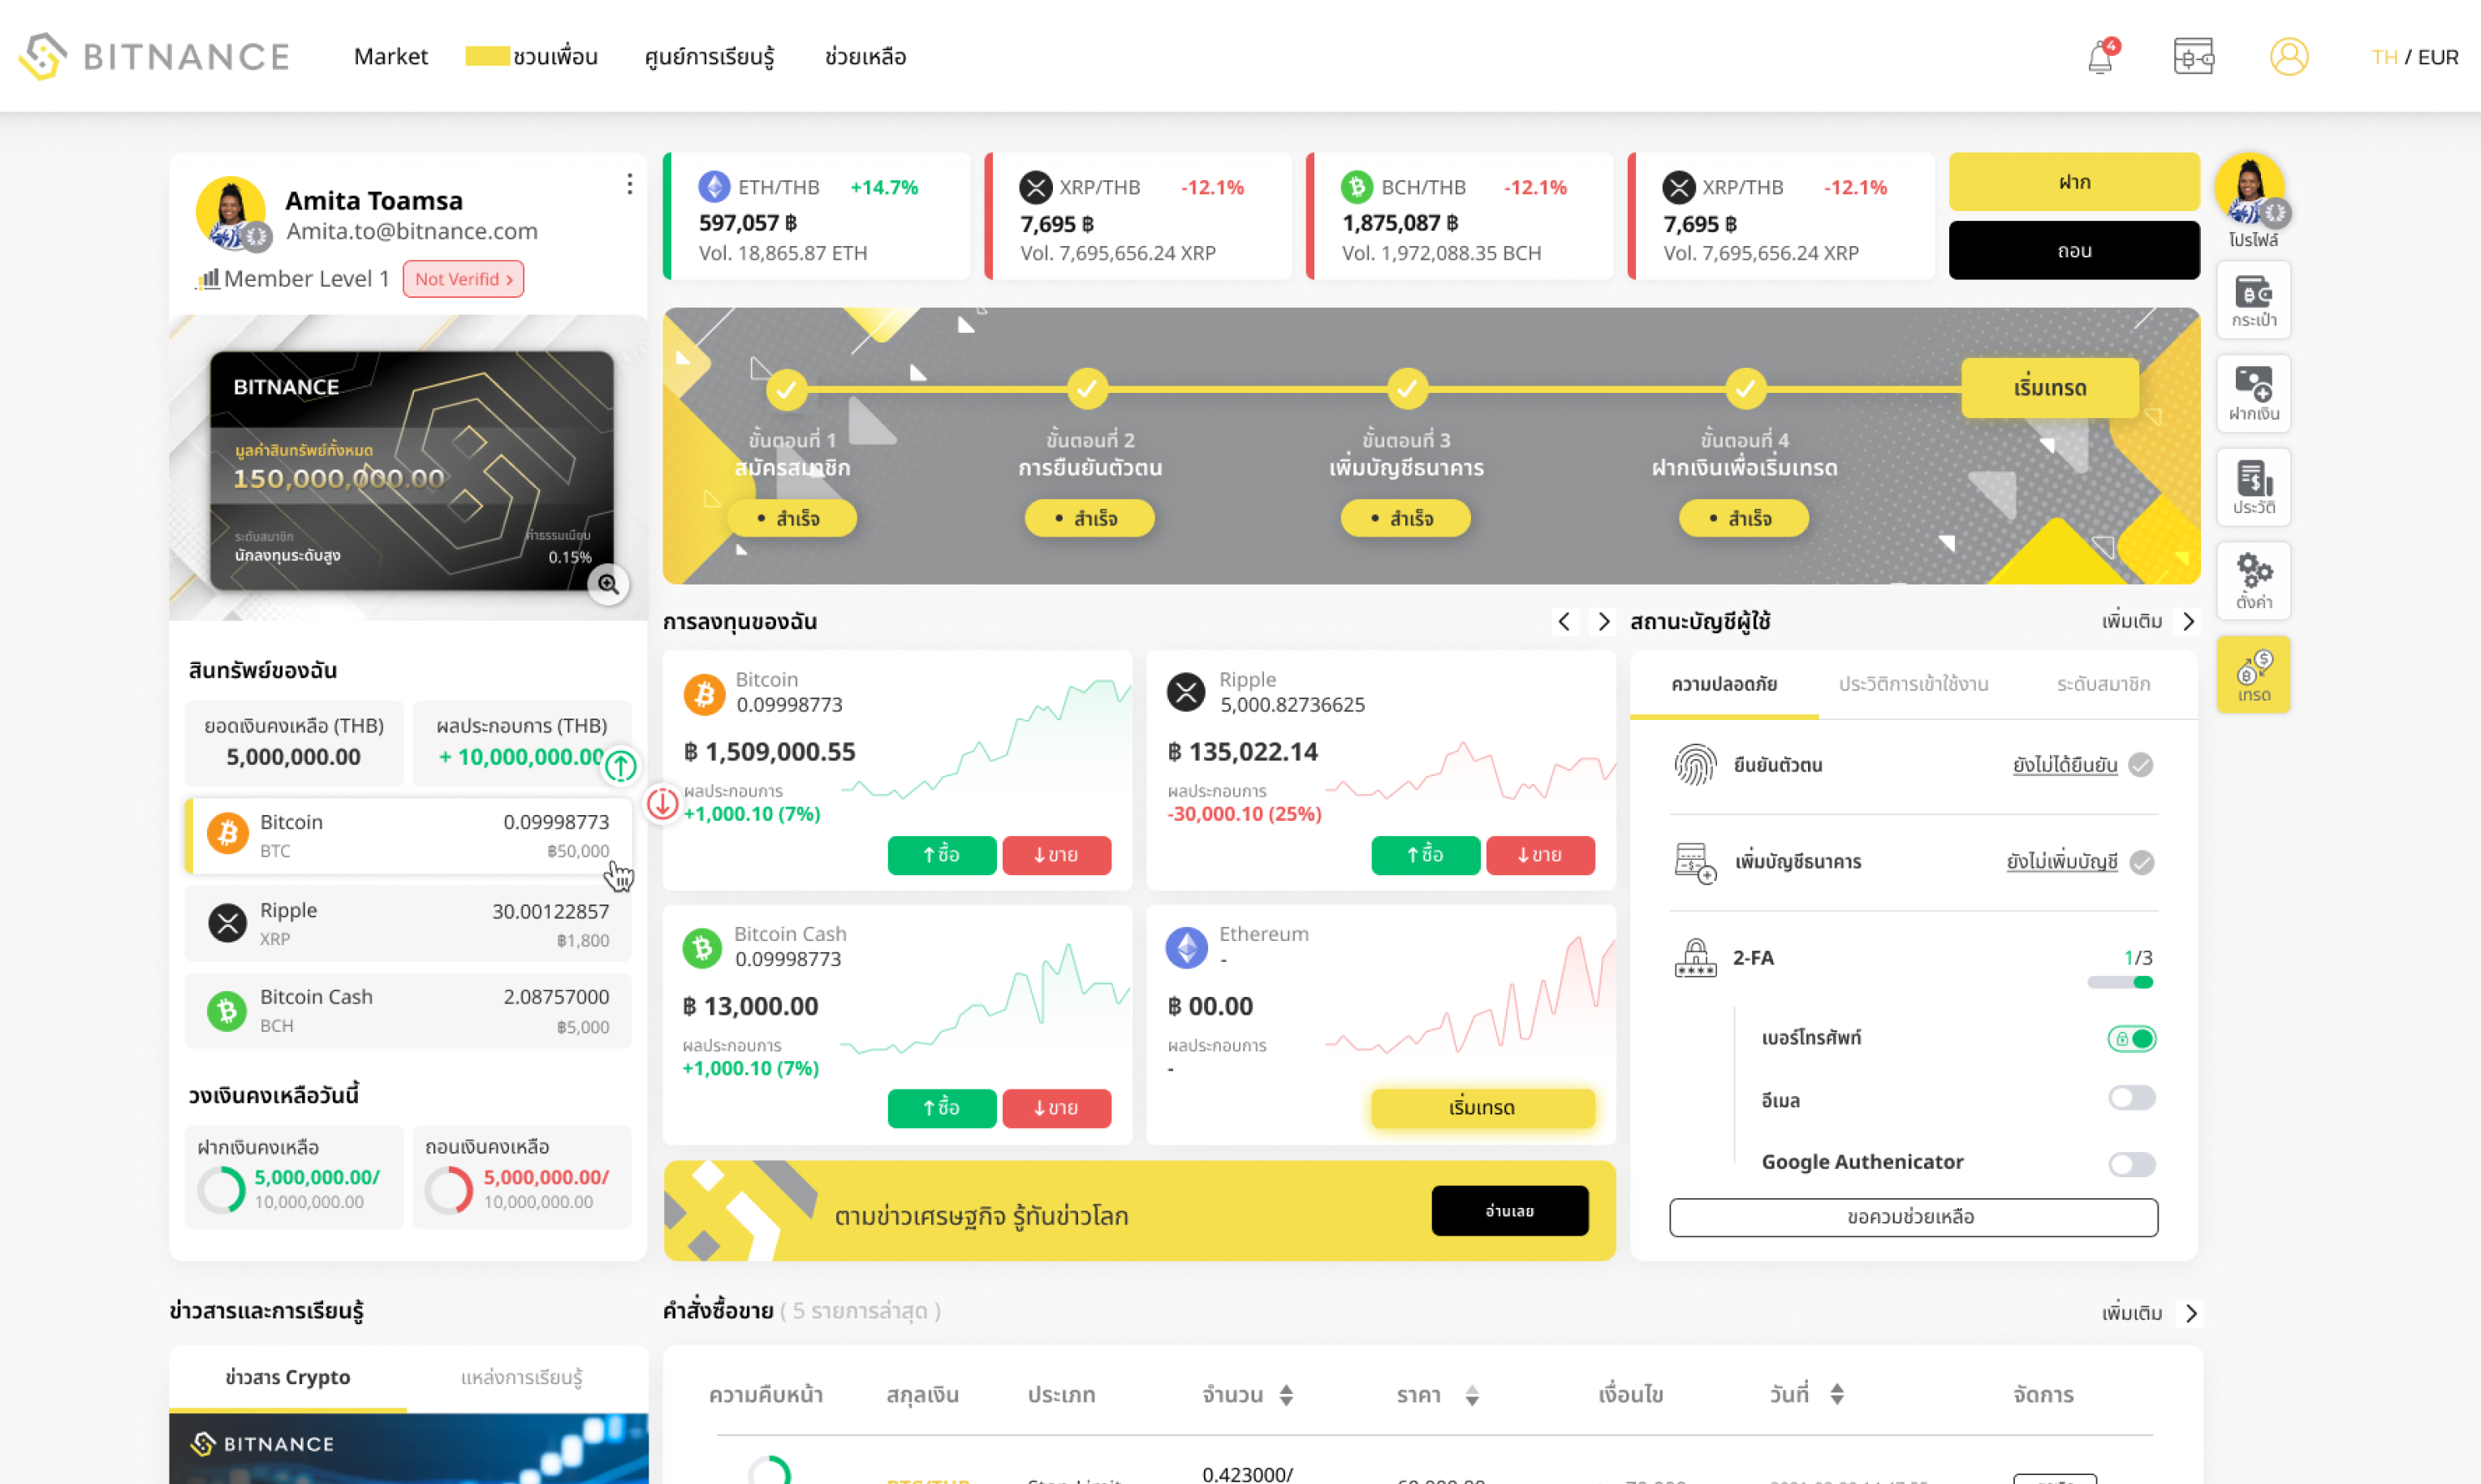 BITNANCE
Market
ชวนเพื่อน
ศูนย์การเรียนรู้
ช่วยเหลือ
4
TH / EUR
Amita Toamsa
Amita.to@bitnance.com
Member Level 1
Not Verifid >
ETH/THB +14.7%
597,057 ฿
Vol. 18,865.87 ETH
XRP/THB -12.1%
7,695 ฿
Vol. 7,695,656.24 XRP
BCH/THB -12.1%
1,875,087 ฿
Vol. 1,972,088.35 BCH
XRP/THB -12.1%
7,695 ฿
Vol. 7,695,656.24 XRP
ฝาก
ถอน
โปรไฟล์
กระเป๋า
ฝากเงิน
ประวัติ
ตั้งค่า
เทรด
BITNANCE
มูลค่าสินทรัพย์ทั้งหมด
150,000,000.00
ระดับสมาชิก
นักลงทุนระดับสูง
ค่าธรรมเนียม
0.15%
ขั้นตอนที่ 1
สมัครสมาชิก
• สำเร็จ
ขั้นตอนที่ 2
การยืนยันตัวตน
• สำเร็จ
ขั้นตอนที่ 3
เพิ่มบัญชีธนาคาร
• สำเร็จ
ขั้นตอนที่ 4
ฝากเงินเพื่อเริ่มเทรด
• สำเร็จ
เริ่มเทรด
สินทรัพย์ของฉัน
ยอดเงินคงเหลือ (THB)
5,000,000.00
ผลประกอบการ (THB)
+ 10,000,000.00
Bitcoin 0.09998773
BTC ฿50,000
Ripple 30.00122857
XRP ฿1,800
Bitcoin Cash 2.08757000
BCH ฿5,000
วงเงินคงเหลือวันนี้
ฝากเงินคงเหลือ
5,000,000.00/
10,000,000.00
ถอนเงินคงเหลือ
5,000,000.00/
10,000,000.00
การลงทุนของฉัน
Bitcoin
0.09998773
฿ 1,509,000.55
ผลประกอบการ
+1,000.10 (7%)
↑ซื้อ ↓ขาย
Ripple
5,000.82736625
฿ 135,022.14
ผลประกอบการ
-30,000.10 (25%)
↑ซื้อ ↓ขาย
Bitcoin Cash
0.09998773
฿ 13,000.00
ผลประกอบการ
+1,000.10 (7%)
↑ซื้อ ↓ขาย
Ethereum
-
฿ 00.00
ผลประกอบการ
-
เริ่มเทรด
ตามข่าวเศรษฐกิจ รู้ทันข่าวโลก
อ่านเลย
สถานะบัญชีผู้ใช้
เพิ่มเติม
ความปลอดภัย
ประวัติการเข้าใช้งาน
ระดับสมาชิก
ยืนยันตัวตน
ยังไม่ได้ยืนยัน
เพิ่มบัญชีธนาคาร
ยังไม่เพิ่มบัญชี
2-FA
1/3
เบอร์โทรศัพท์
อีเมล
Google Authenicator
ขอควมช่วยเหลือ
ข่าวสารและการเรียนรู้
ข่าวสาร Crypto
แหล่งการเรียนรู้
BITNANCE
คำสั่งซื้อขาย ( 5 รายการล่าสุด )
เพิ่มเติม
ความคืบหน้า
สกุลเงิน
ประเภท
จำนวน
ราคา
เงื่อนไข
วันที่
จัดการ
0.423000/